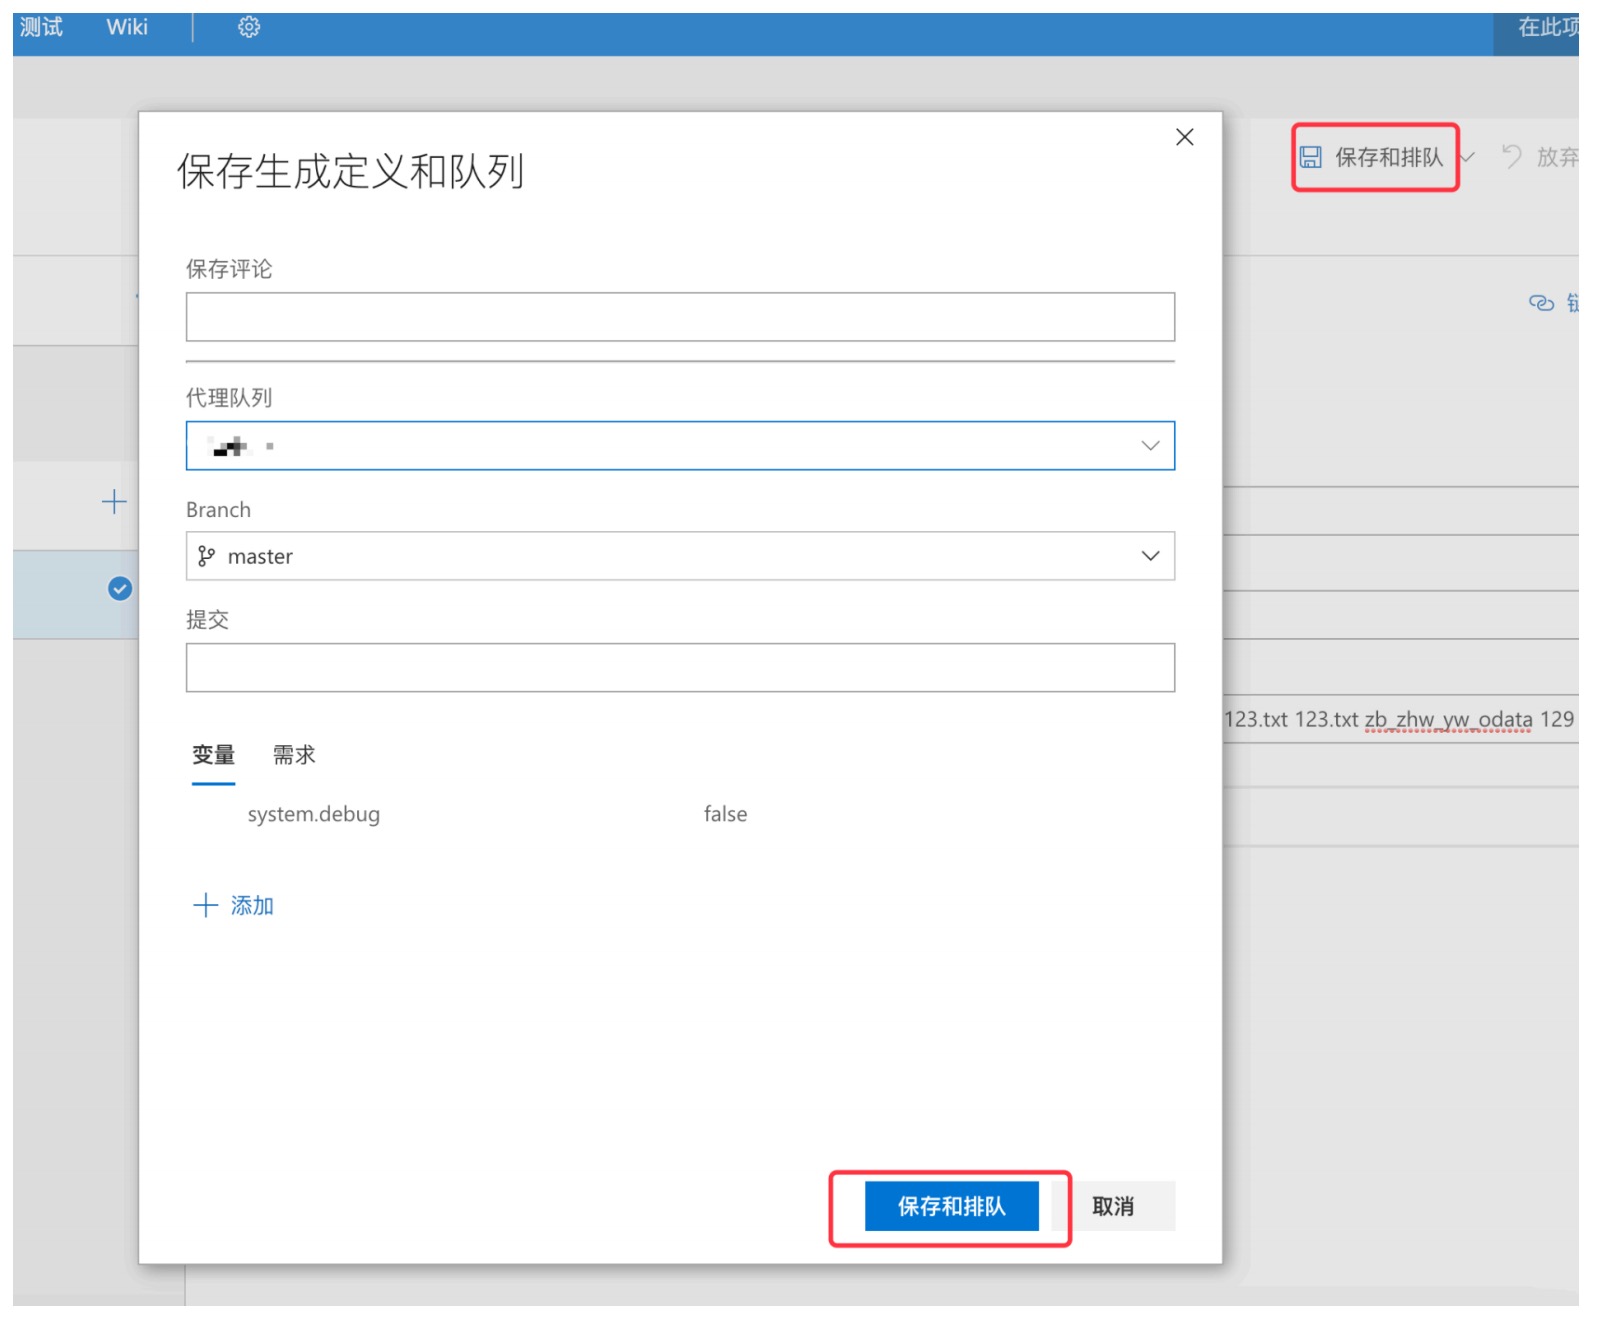 测试 Wiki
在此项
保存和排队 放弃
链
保存生成定义和队列
保存评论
代理队列
Branch
master
提交
123.txt 123.txt zb_zhw_yw_odata 129
变量 需求
system.debug false
添加
保存和排队 取消